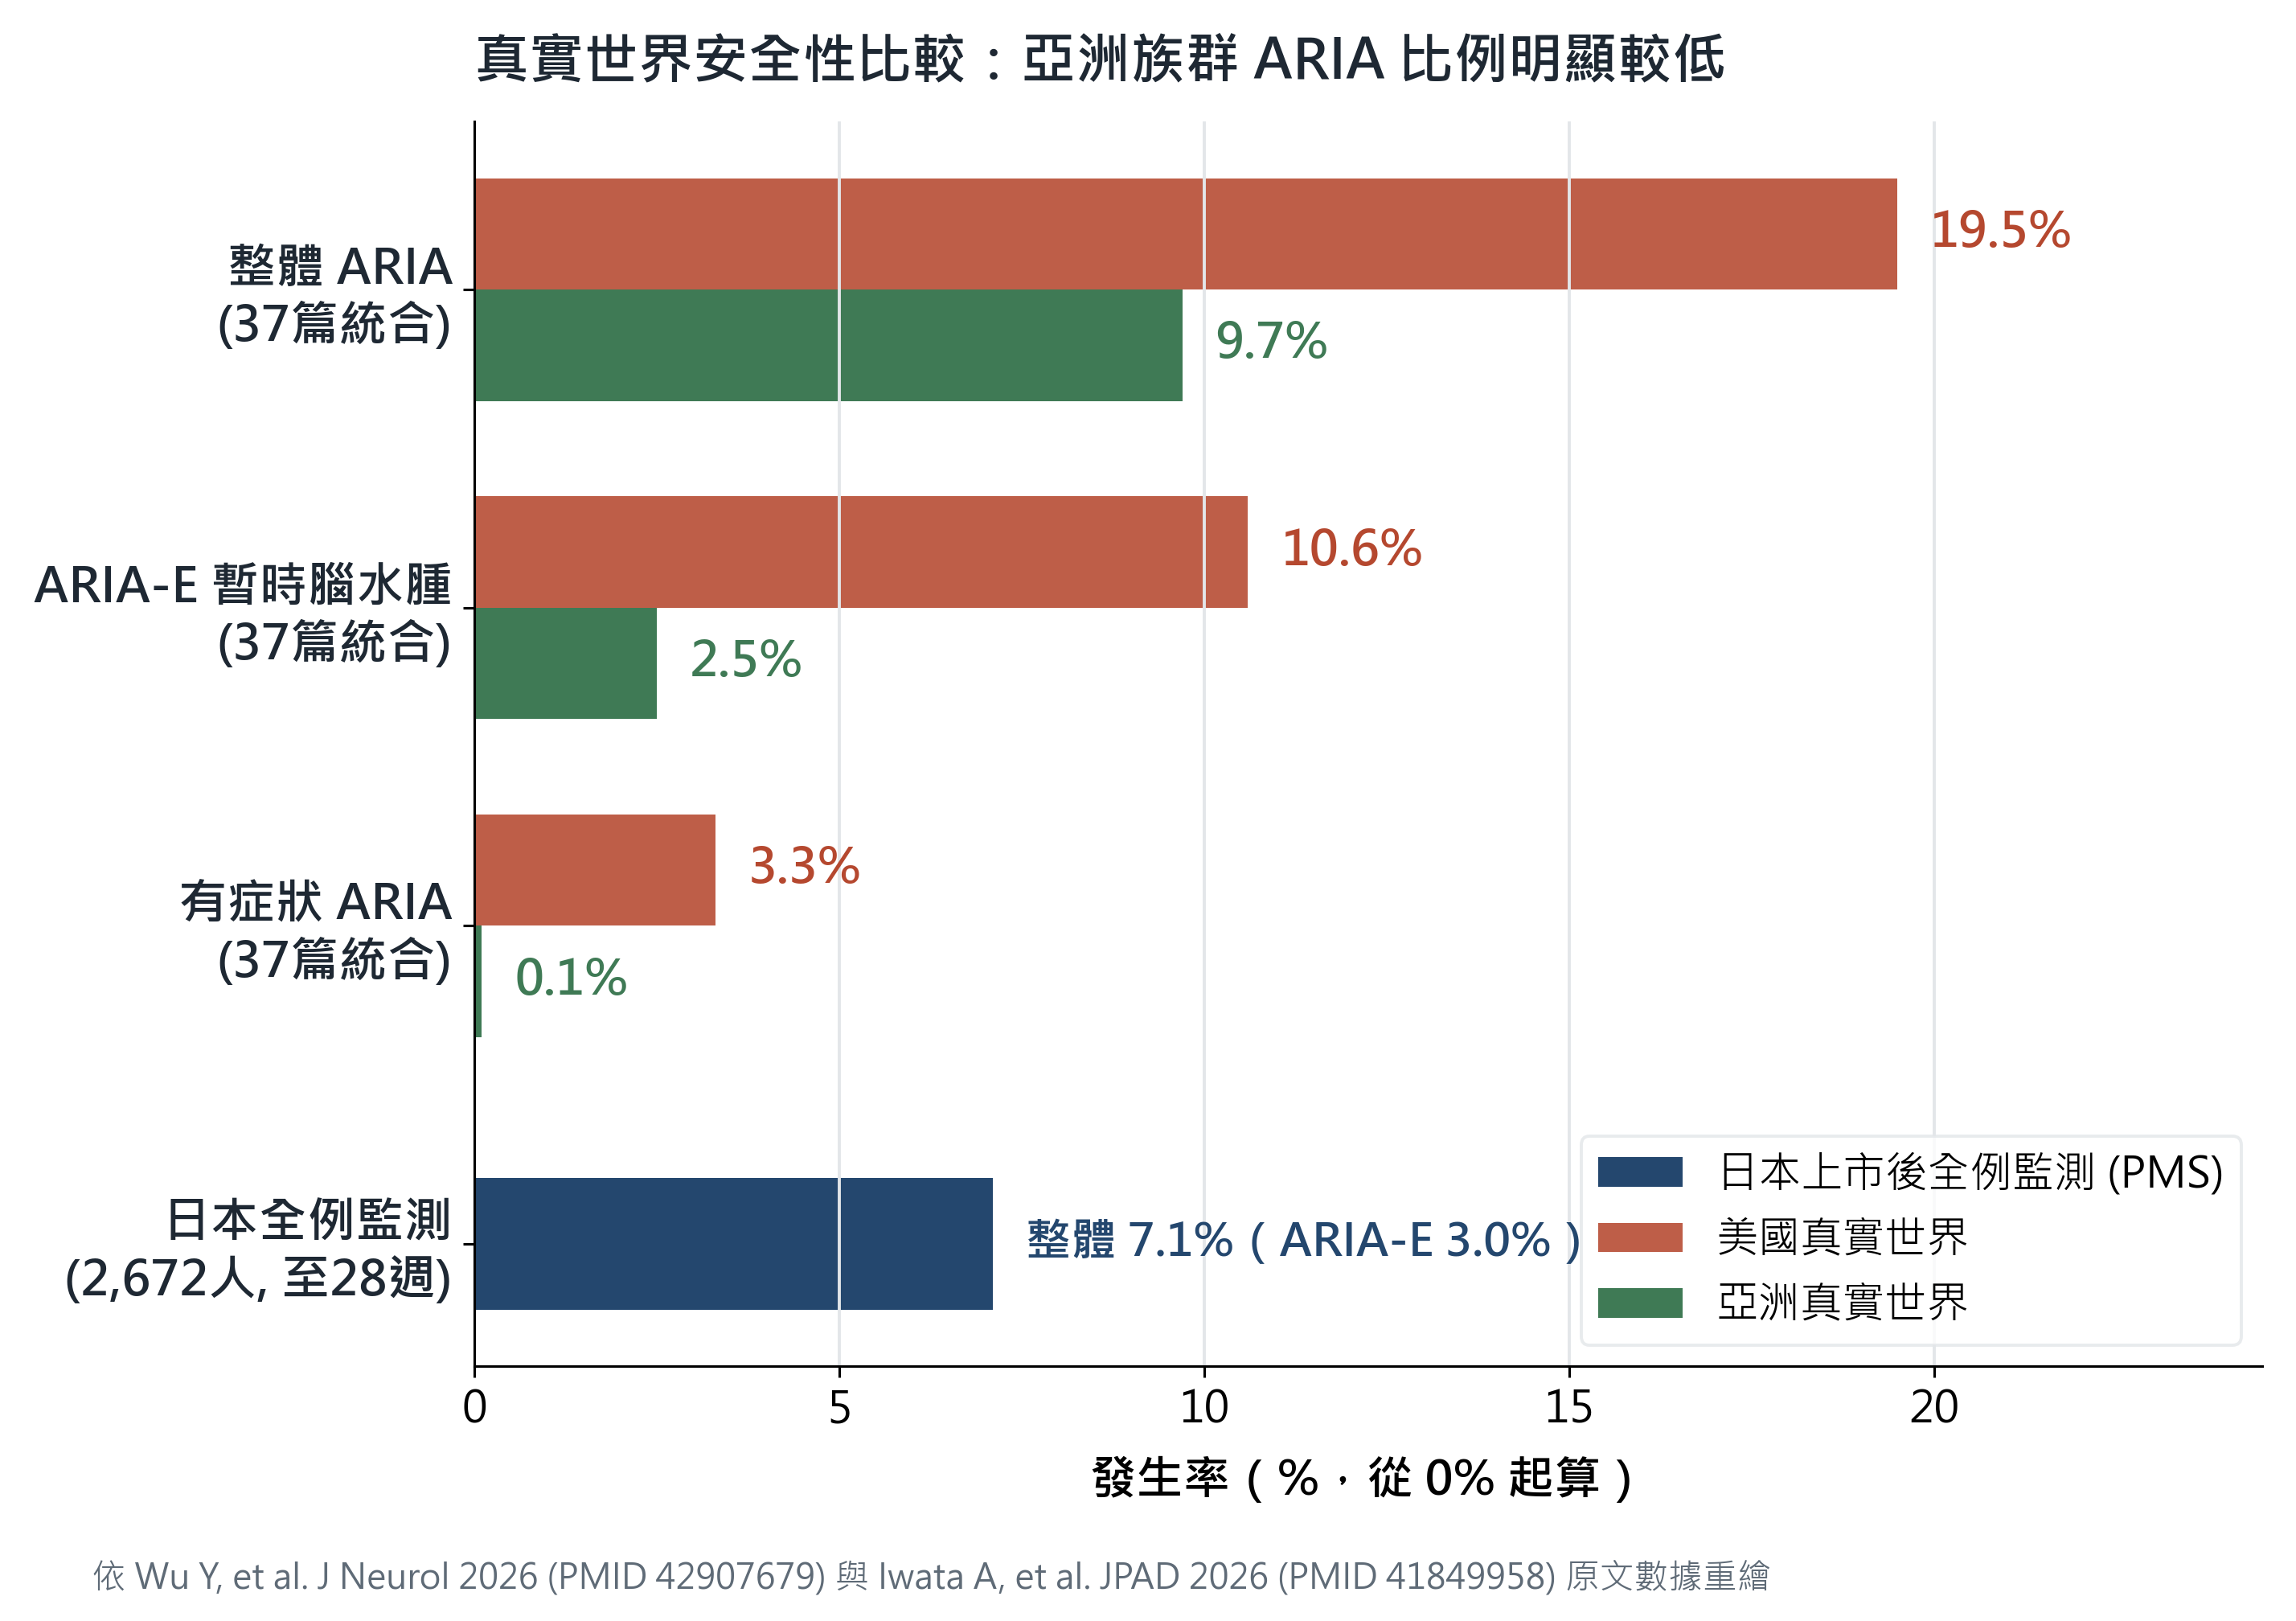 真實世界安全性比較：亞洲族群 ARIA 比例明顯較低
整體 ARIA
(37篇統合)
19.5%
9.7%
ARIA-E 暫時腦水腫
(37篇統合)
10.6%
2.5%
有症狀 ARIA
(37篇統合)
3.3%
0.1%
日本全例監測
(2,672人, 至28週)
整體 7.1%（ARIA-E 3.0%）
日本上市後全例監測 (PMS)
美國真實世界
亞洲真實世界
0 5 10 15 20
發生率（%，從 0% 起算）
依 Wu Y, et al. J Neurol 2026 (PMID 42907679) 與 Iwata A, et al. JPAD 2026 (PMID 41849958) 原文數據重繪